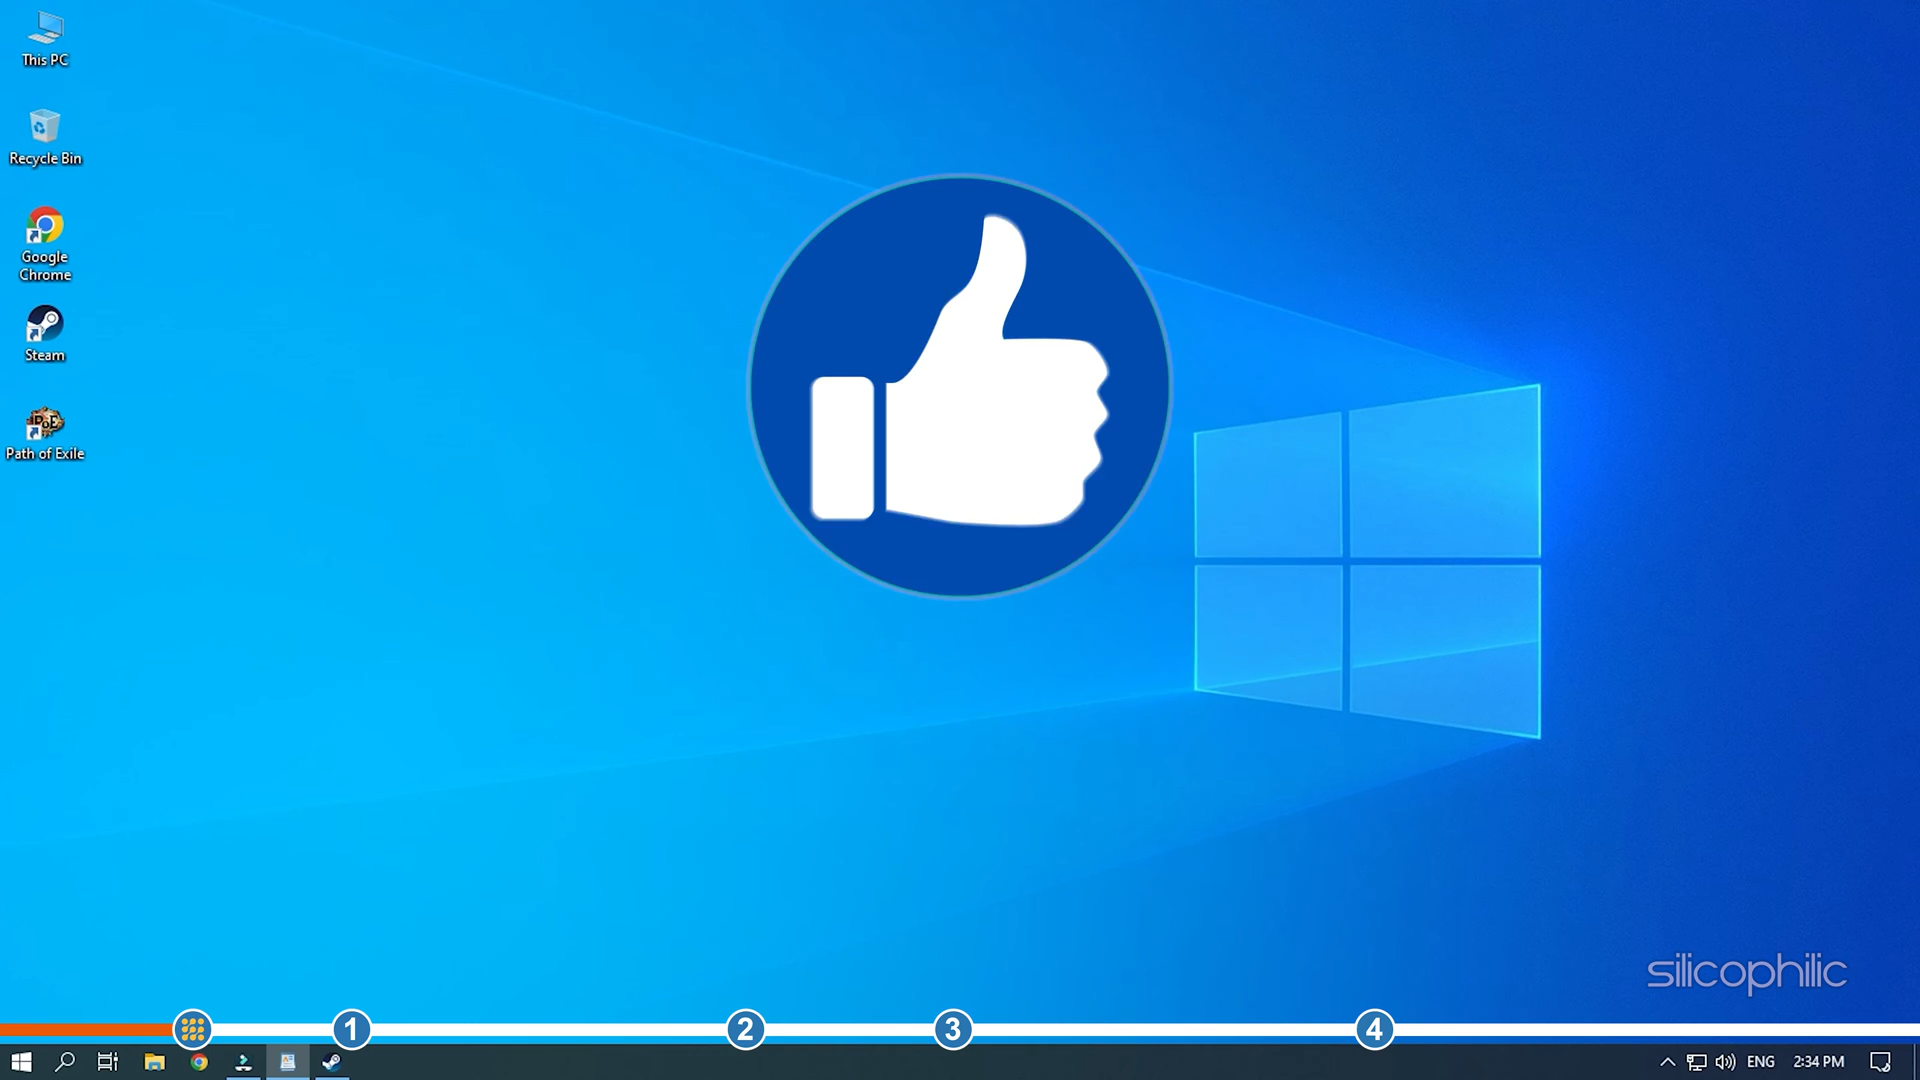 This PC
Recycle Bin
Google
Chrome
Steam
PoE
Path of Exile
silicophilic
1
2
3
4
ENG
2:34 PM